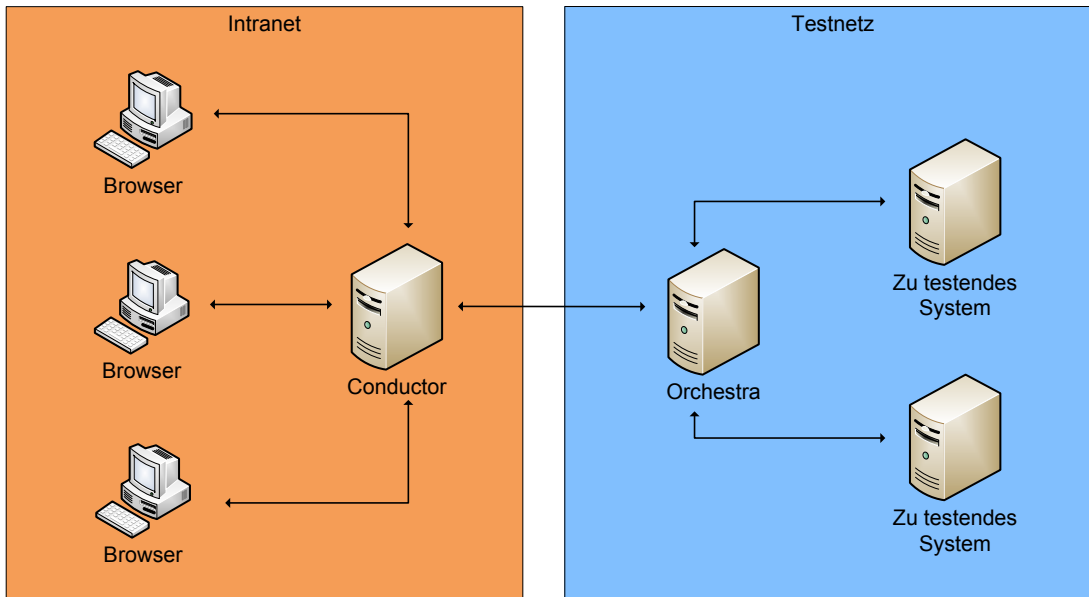 Intranet
Browser
Browser
Browser
Conductor
Testnetz
Orchestra
Zu testendes
System
Zu testendes
System